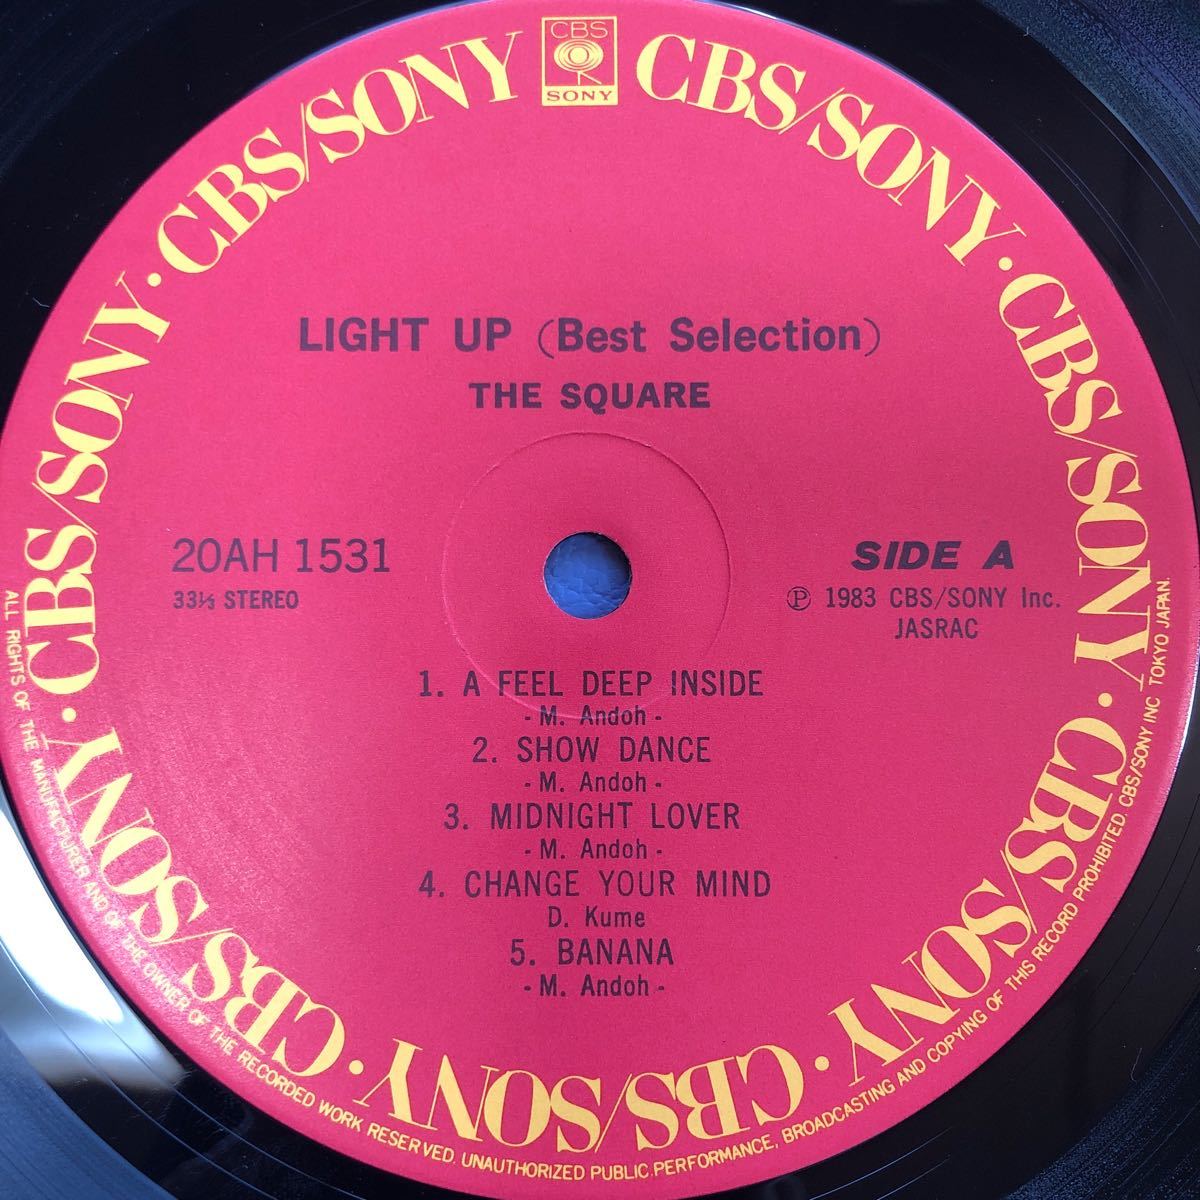 CBS
SONY
CBS/SONY · CBS/SONY · CBS/SONY · CBS/SONY · CBS/SONY · CBS/SONY · CBS/SONY · CBS/SONY · CBS/SONY · CBS/SONY
LIGHT UP (Best Selection)
THE SQUARE
20AH 1531
33⅓ STEREO
SIDE A
Ⓟ 1983 CBS/SONY Inc.
JASRAC
1. A FEEL DEEP INSIDE
- M. Andoh -
2. SHOW DANCE
- M. Andoh -
3. MIDNIGHT LOVER
- M. Andoh -
4. CHANGE YOUR MIND
D. Kume
5. BANANA
- M. Andoh -
ALL RIGHTS OF THE MANUFACTURER AND OF THE OWNER OF THE RECORDED WORK RESERVED. UNAUTHORIZED PUBLIC PERFORMANCE, BROADCASTING AND COPYING OF THIS RECORD PROHIBITED. CBS/SONY INC TOKYO JAPAN.